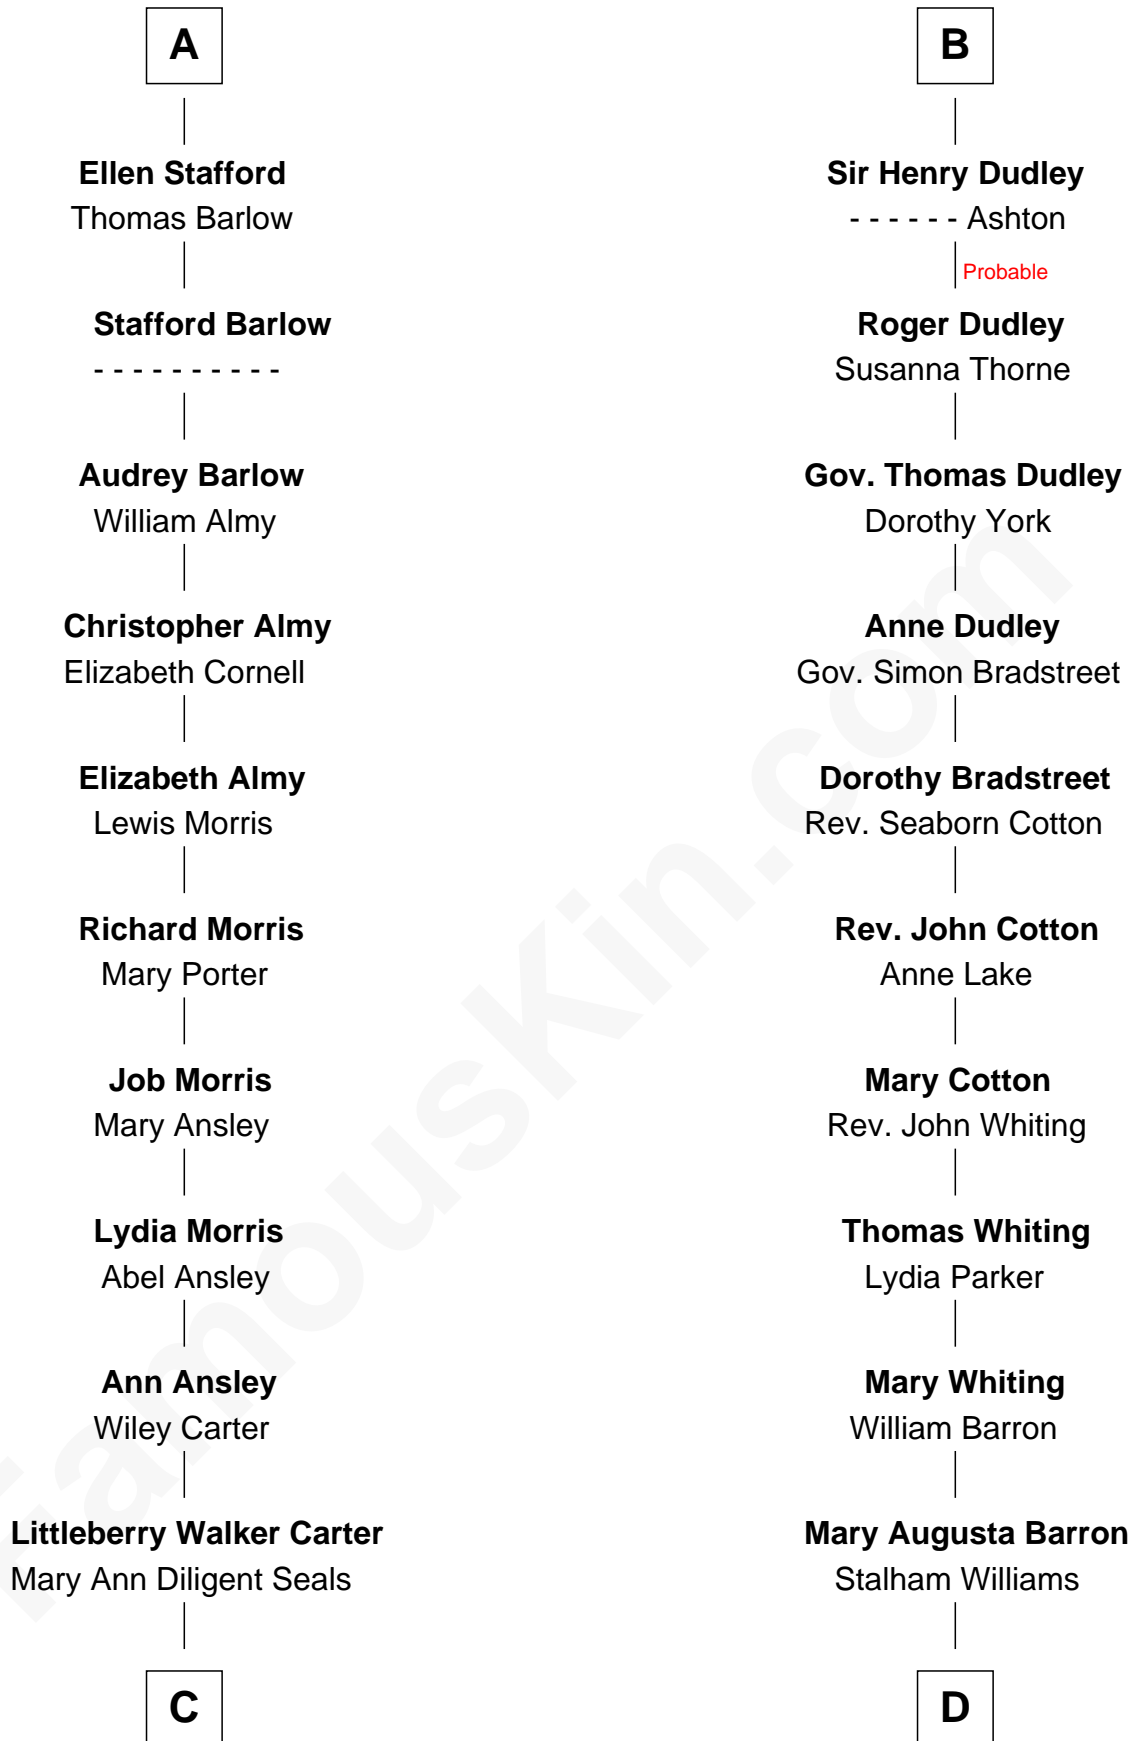 A
Ellen Stafford
Thomas Barlow
Stafford Barlow
- - - - - - - - - -
Audrey Barlow
William Almy
Christopher Almy
Elizabeth Cornell
Elizabeth Almy
Lewis Morris
Richard Morris
Mary Porter
Job Morris
Mary Ansley
Lydia Morris
Abel Ansley
Ann Ansley
Wiley Carter
Littleberry Walker Carter
Mary Ann Diligent Seals
C
B
Sir Henry Dudley
- - - - - - Ashton
Probable
Roger Dudley
Susanna Thorne
Gov. Thomas Dudley
Dorothy York
Anne Dudley
Gov. Simon Bradstreet
Dorothy Bradstreet
Rev. Seaborn Cotton
Rev. John Cotton
Anne Lake
Mary Cotton
Rev. John Whiting
Thomas Whiting
Lydia Parker
Mary Whiting
William Barron
Mary Augusta Barron
Stalham Williams
D
FamousKin.com